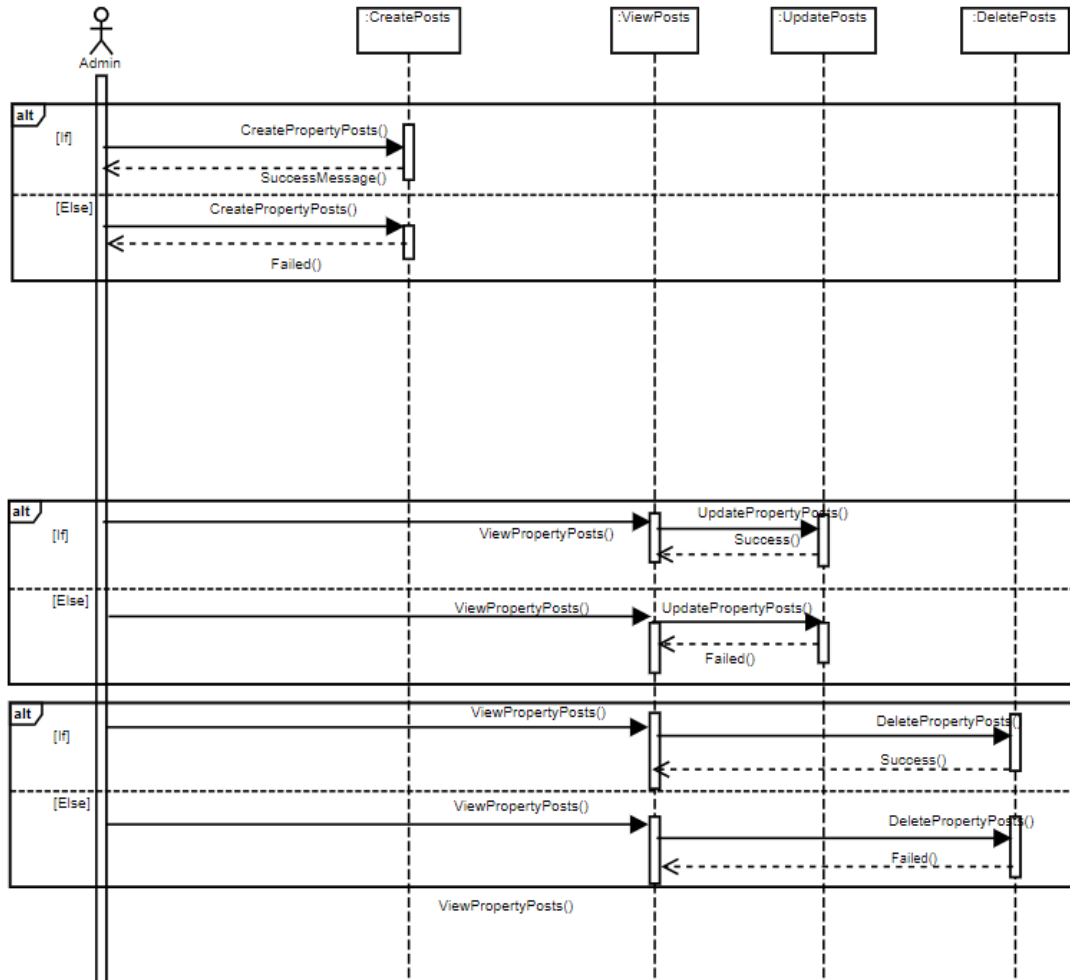 :CreatePosts
:ViewPosts
:UpdatePosts
:DeletePosts
Admin
alt
[If]
CreatePropertyPosts()
SuccessMessage()
[Else]
CreatePropertyPosts()
Failed()
alt
[If]
ViewPropertyPosts()
UpdatePropertyPosts()
Success()
[Else]
ViewPropertyPosts()
UpdatePropertyPosts()
Failed()
alt
[If]
ViewPropertyPosts()
DeletePropertyPosts()
Success()
[Else]
ViewPropertyPosts()
DeletePropertyPosts()
Failed()
ViewPropertyPosts()